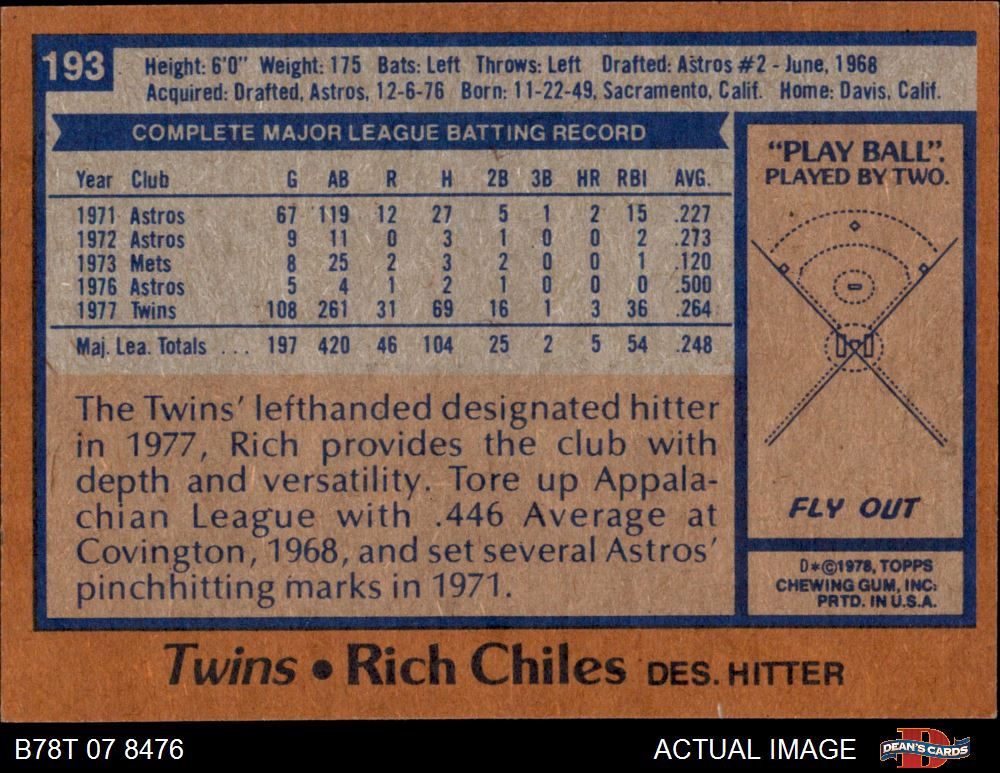 193
Height: 6'0" Weight: 175 Bats: Left Throws: Left Drafted: Astros #2 - June, 1968
Acquired: Drafted, Astros, 12-6-76 Born: 11-22-49, Sacramento, Calif. Home: Davis, Calif.
COMPLETE MAJOR LEAGUE BATTING RECORD
Year Club G AB R H 2B 3B HR RBI AVG.
1971 Astros 67 119 12 27 5 1 2 15 .227
1972 Astros 9 11 0 3 1 0 0 2 .273
1973 Mets 8 25 2 3 2 0 0 1 .120
1976 Astros 5 4 1 2 1 0 0 0 .500
1977 Twins 108 261 31 69 16 1 3 36 .264
Maj. Lea. Totals ... 197 420 46 104 25 2 5 54 .248
The Twins' lefthanded designated hitter
in 1977, Rich provides the club with
depth and versatility. Tore up Appala-
chian League with .446 Average at
Covington, 1968, and set several Astros'
pinchhitting marks in 1971.
"PLAY BALL".
PLAYED BY TWO.
FLY OUT
D*©1978, TOPPS
CHEWING GUM, INC.
PRTD. IN U.S.A.
Twins • Rich Chiles DES. HITTER
B78T 07 8476
ACTUAL IMAGE
DEAN'S CARDS